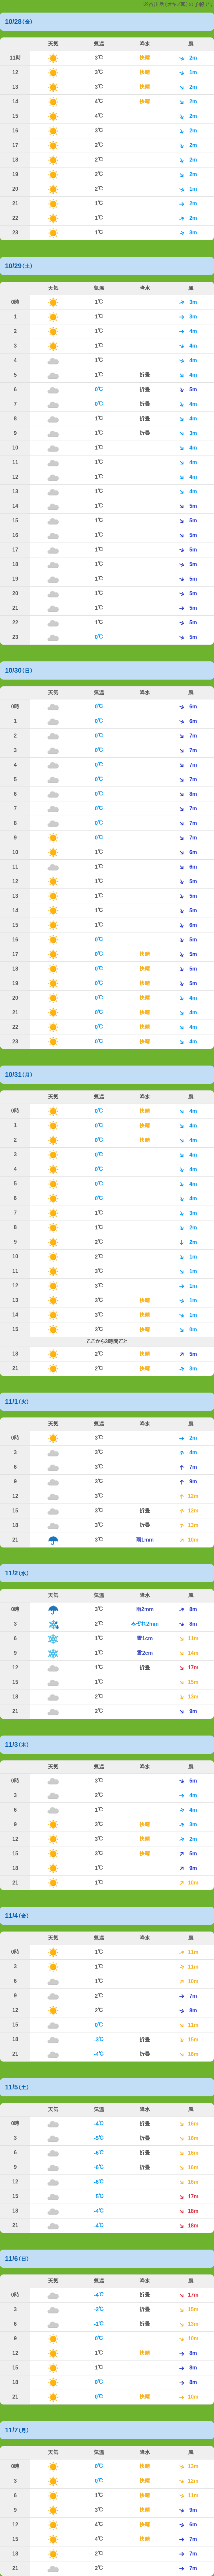 10/28(金)
天気 気温 降水 風
11時 3℃ 快晴 2m
12 3℃ 快晴 1m
13 3℃ 快晴 2m
14 4℃ 快晴 2m
15 4℃ 2m
16 3℃ 2m
17 2℃ 2m
18 2℃ 2m
19 2℃ 2m
20 2℃ 1m
21 1℃ 2m
22 1℃ 2m
23 1℃ 3m
10/29(土)
天気 気温 降水 風
0時 1℃ 3m
1 1℃ 3m
2 1℃ 4m
3 1℃ 4m
4 1℃ 4m
5 1℃ 折畳 4m
6 0℃ 折畳 5m
7 0℃ 折畳 4m
8 1℃ 折畳 4m
9 1℃ 折畳 3m
10 1℃ 4m
11 1℃ 4m
12 1℃ 4m
13 1℃ 4m
14 1℃ 5m
15 1℃ 5m
16 1℃ 5m
17 1℃ 5m
18 1℃ 5m
19 1℃ 5m
20 1℃ 5m
21 1℃ 5m
22 1℃ 5m
23 0℃ 5m
10/30(日)
天気 気温 降水 風
0時 0℃ 6m
1 0℃ 6m
2 0℃ 7m
3 0℃ 7m
4 0℃ 7m
5 0℃ 7m
6 0℃ 8m
7 0℃ 7m
8 0℃ 7m
9 0℃ 7m
10 1℃ 6m
11 1℃ 6m
12 1℃ 5m
13 1℃ 5m
14 1℃ 5m
15 1℃ 6m
16 0℃ 5m
17 0℃ 快晴 5m
18 0℃ 快晴 5m
19 0℃ 快晴 5m
20 0℃ 快晴 4m
21 0℃ 快晴 4m
22 0℃ 快晴 4m
23 0℃ 快晴 4m
10/31(月)
天気 気温 降水 風
0時 0℃ 快晴 4m
1 0℃ 快晴 4m
2 0℃ 快晴 4m
3 0℃ 4m
4 0℃ 4m
5 0℃ 4m
6 0℃ 4m
7 1℃ 3m
8 1℃ 2m
9 2℃ 2m
10 2℃ 1m
11 3℃ 1m
12 3℃ 1m
13 3℃ 快晴 1m
14 3℃ 快晴 1m
15 3℃ 快晴 0m
ここから3時間ごと
18 2℃ 快晴 5m
21 2℃ 快晴 3m
11/1(火)
天気 気温 降水 風
0時 3℃ 2m
3 3℃ 4m
6 3℃ 7m
9 3℃ 9m
12 3℃ 12m
15 3℃ 折畳 12m
18 3℃ 折畳 13m
21 3℃ 雨1mm 10m
11/2(水)
天気 気温 降水 風
0時 3℃ 雨2mm 8m
3 2℃ みぞれ2mm 8m
6 1℃ 雪1cm 11m
9 1℃ 雪2cm 14m
12 1℃ 折畳 17m
15 1℃ 15m
18 2℃ 13m
21 2℃ 9m
11/3(木)
天気 気温 降水 風
0時 3℃ 5m
3 2℃ 4m
6 1℃ 4m
9 3℃ 快晴 3m
12 3℃ 快晴 2m
15 3℃ 快晴 5m
18 1℃ 9m
21 1℃ 10m
11/4(金)
天気 気温 降水 風
0時 1℃ 11m
3 1℃ 11m
6 1℃ 10m
9 2℃ 7m
12 2℃ 8m
15 0℃ 11m
18 -3℃ 折畳 15m
21 -4℃ 折畳 16m
11/5(土)
天気 気温 降水 風
0時 -4℃ 折畳 16m
3 -5℃ 折畳 16m
6 -6℃ 折畳 16m
9 -6℃ 折畳 16m
12 -6℃ 16m
15 -5℃ 17m
18 -4℃ 18m
21 -4℃ 18m
11/6(日)
天気 気温 降水 風
0時 -4℃ 折畳 17m
3 -2℃ 折畳 15m
6 -1℃ 折畳 13m
9 0℃ 10m
12 1℃ 快晴 8m
15 1℃ 8m
18 0℃ 8m
21 0℃ 快晴 10m
11/7(月)
天気 気温 降水 風
0時 0℃ 快晴 13m
3 0℃ 快晴 12m
6 1℃ 快晴 11m
9 3℃ 快晴 9m
12 4℃ 快晴 6m
15 4℃ 快晴 7m
18 2℃ 7m
21 2℃ 7m